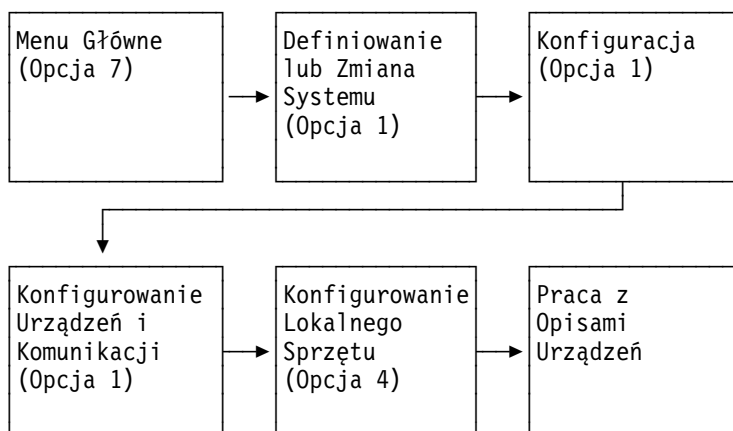 Menu Główne
(Opcja 7)
Definiowanie
lub Zmiana
Systemu
(Opcja 1)
Konfiguracja
(Opcja 1)
Konfigurowanie
Urządzeń i
Komunikacji
(Opcja 1)
Konfigurowanie
Lokalnego
Sprzętu
(Opcja 4)
Praca z
Opisami
Urządzeń